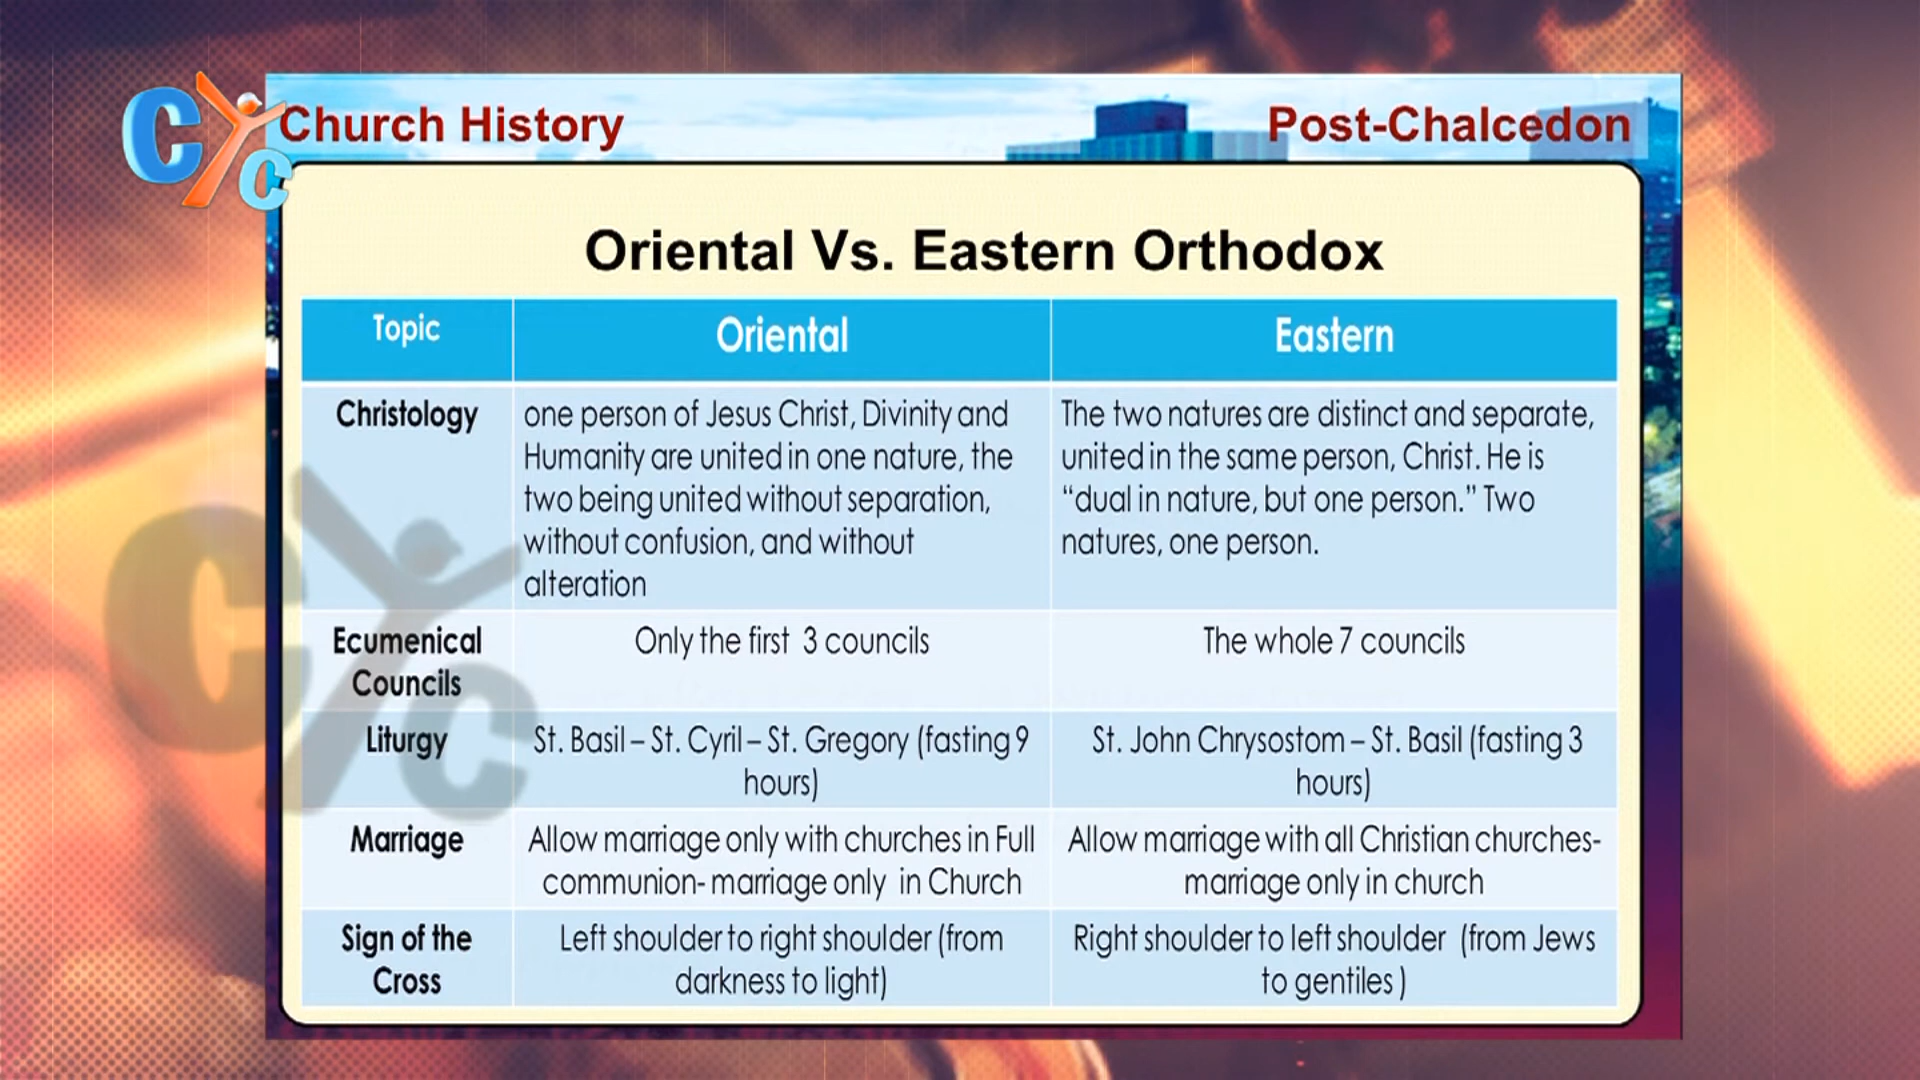 CYC
Church History
Post-Chalcedon
Oriental Vs. Eastern Orthodox
Topic
Oriental
Eastern
Christology
one person of Jesus Christ, Divinity and
Humanity are united in one nature, the
two being united without separation,
without confusion, and without
alteration
The two natures are distinct and separate,
united in the same person, Christ. He is
“dual in nature, but one person.” Two
natures, one person.
Ecumenical
Councils
Only the first 3 councils
The whole 7 councils
Liturgy
St. Basil – St. Cyril – St. Gregory (fasting 9
hours)
St. John Chrysostom – St. Basil (fasting 3
hours)
Marriage
Allow marriage only with churches in Full
communion- marriage only in Church
Allow marriage with all Christian churches-
marriage only in church
Sign of the
Cross
Left shoulder to right shoulder (from
darkness to light)
Right shoulder to left shoulder (from Jews
to gentiles )
CYC